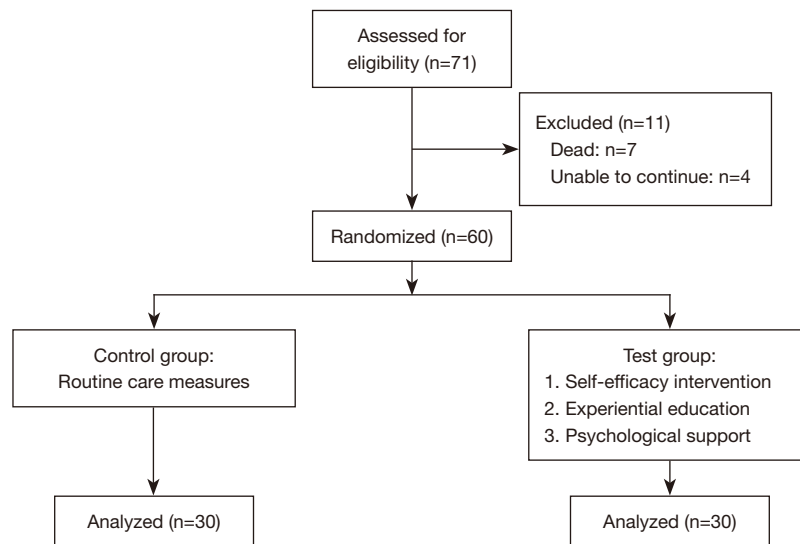 Assessed for
eligibility (n=71)
Excluded (n=11)
Dead: n=7
Unable to continue: n=4
Randomized (n=60)
Control group:
Routine care measures
Test group:
1. Self-efficacy intervention
2. Experiential education
3. Psychological support
Analyzed (n=30)
Analyzed (n=30)